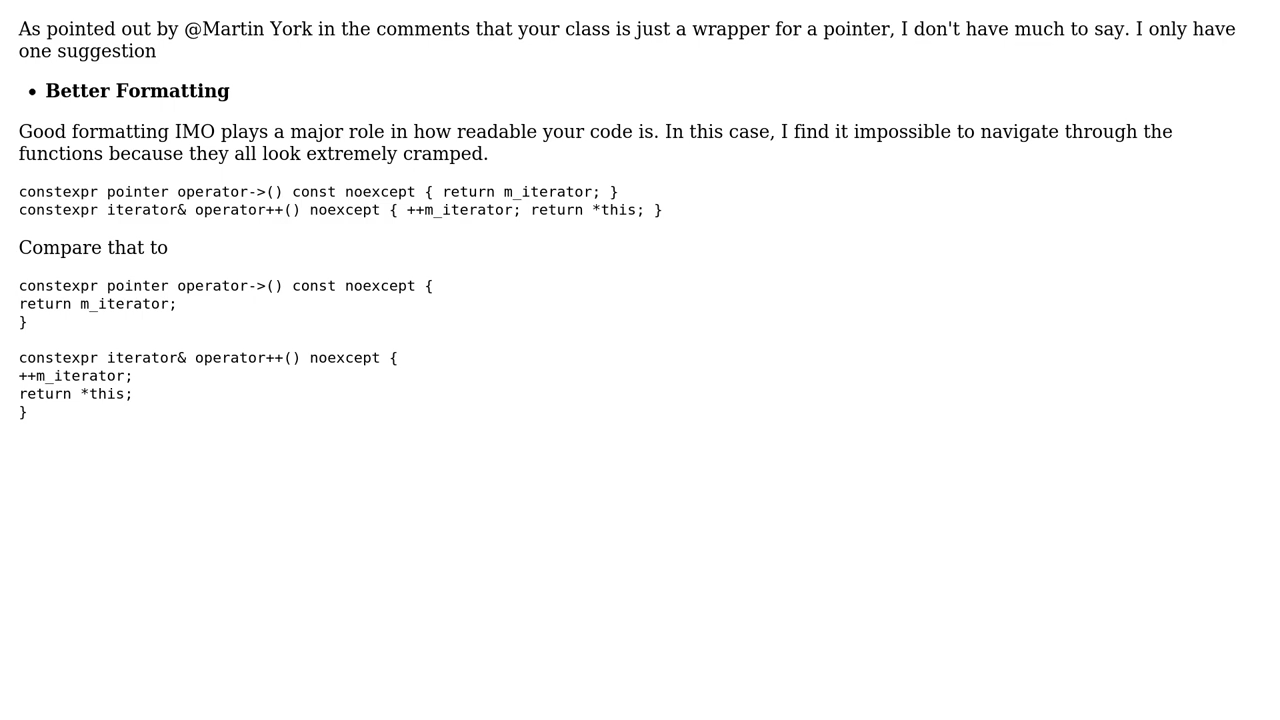 As pointed out by @Martin York in the comments that your class is just a wrapper for a pointer, I don't have much to say. I only have
one suggestion
• Better Formatting
Good formatting IMO plays a major role in how readable your code is. In this case, I find it impossible to navigate through the
functions because they all look extremely cramped.
constexpr pointer operator->() const noexcept { return m_iterator; }
constexpr iterator& operator++() noexcept { ++m_iterator; return *this; }
Compare that to
constexpr pointer operator->() const noexcept {
return m_iterator;
}
constexpr iterator& operator++() noexcept {
++m_iterator;
return *this;
}